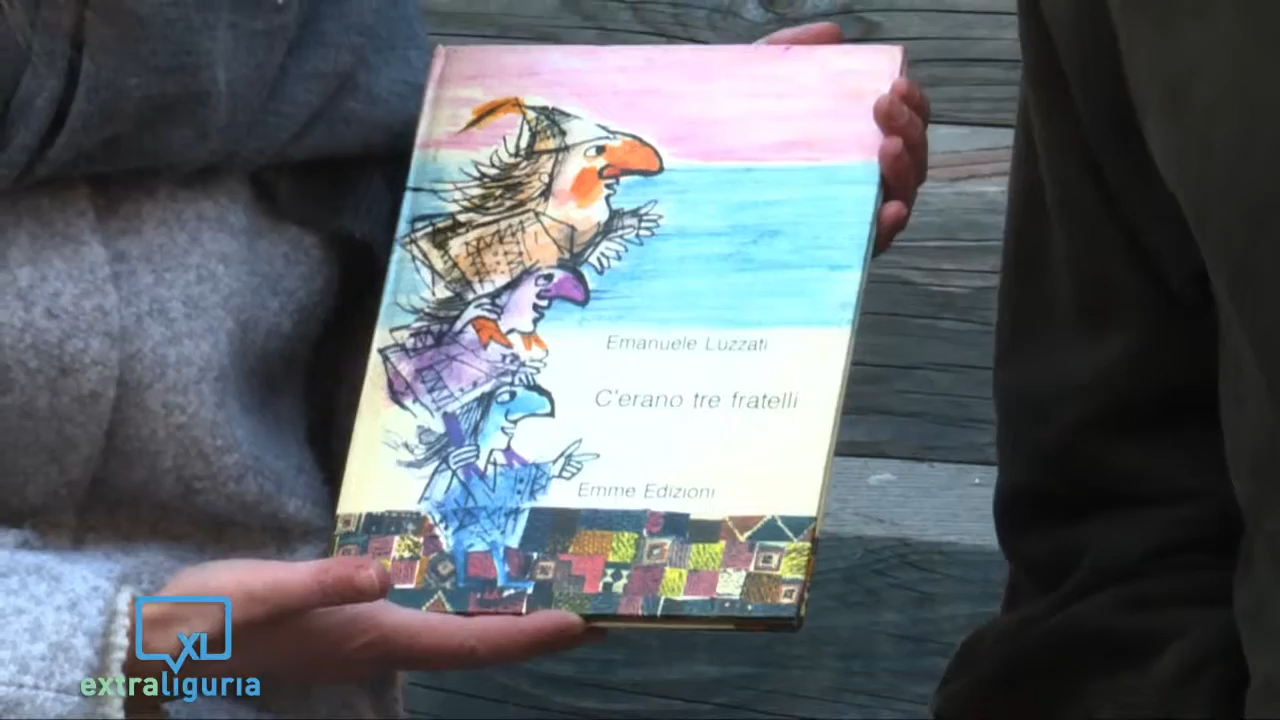 Emanuele Luzzati
C'erano tre fratelli
Emme Edizioni
XL
extraliguria